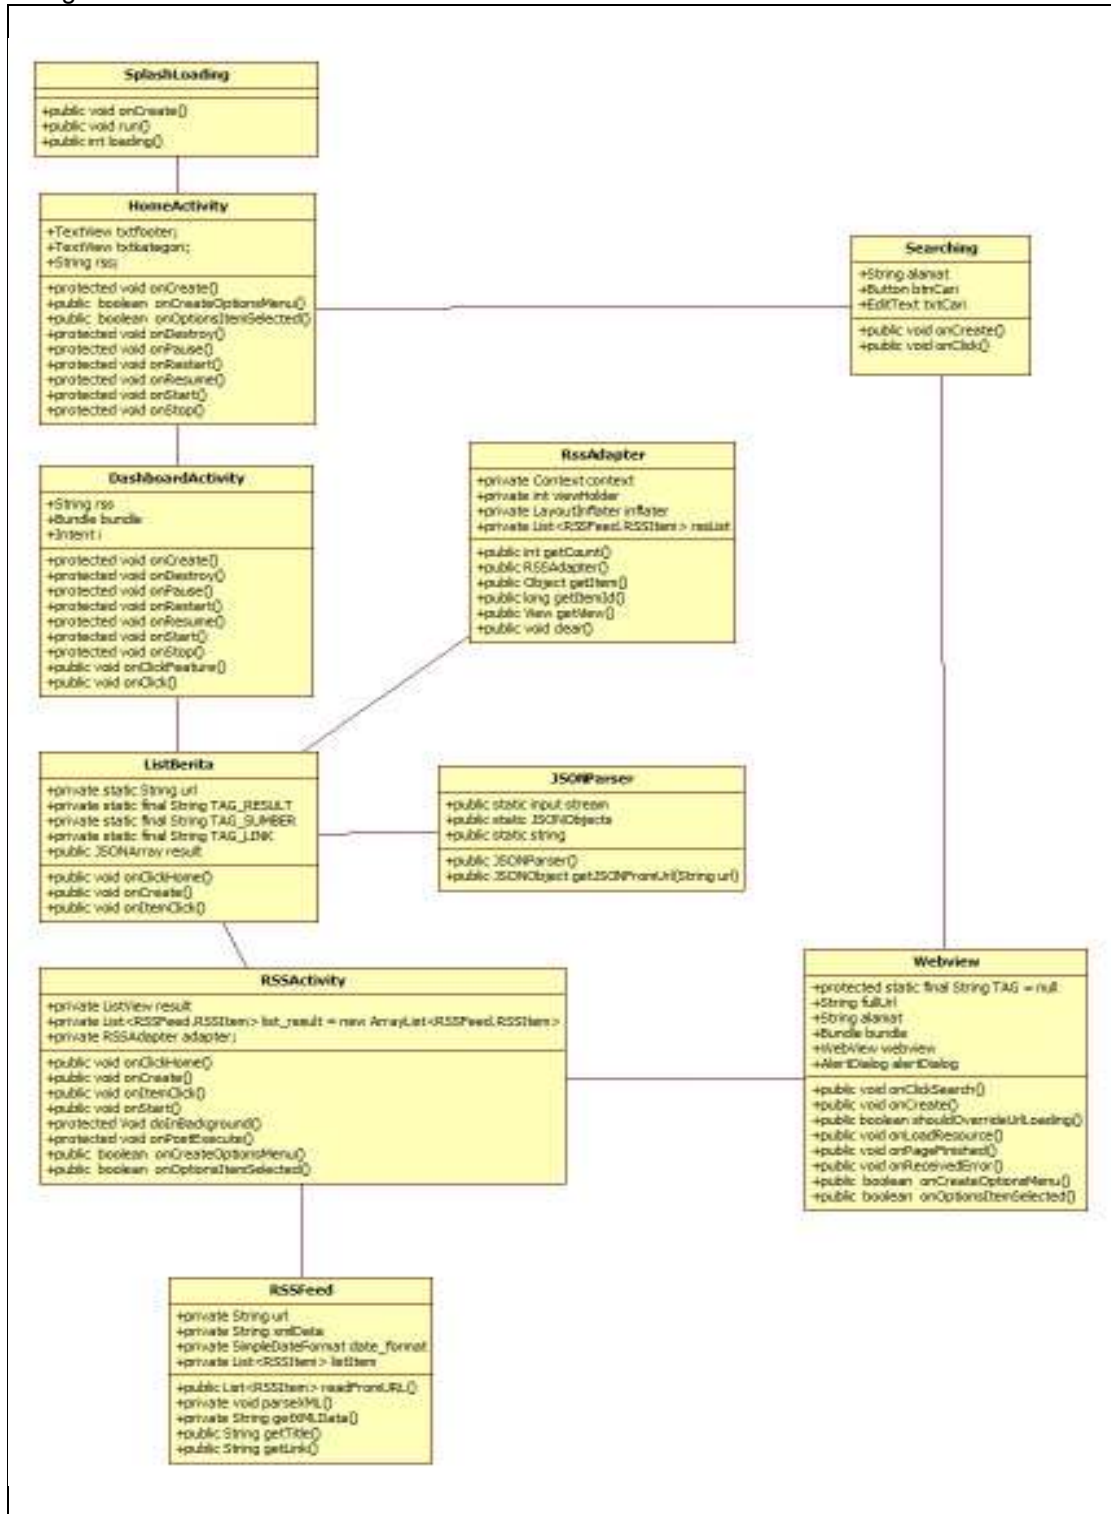 SplashLoading
+public void onCreate()
+public void run()
+public int loading()
HomeActivity
+TextView txtfooter;
+TextView txtkategori;
+String rss;
+protected void onCreate()
+public boolean onCreateOptionsMenu()
+public boolean onOptionsItemSelected()
+protected void onDestroy()
+protected void onPause()
+protected void onRestart()
+protected void onResume()
+protected void onStart()
+protected void onStop()
Searching
+String alamat
+Button btnCari
+EditText txtCari
+public void onCreate()
+public void onClick()
DashboardActivity
+String rss
+Bundle bundle
+Intent i
+protected void onCreate()
+protected void onDestroy()
+protected void onPause()
+protected void onRestart()
+protected void onResume()
+protected void onStart()
+protected void onStop()
+public void onClickFeature()
+public void onClick()
RssAdapter
+private Context context
+private int viewHolder
+private LayoutInflater inflater
+private List<RSSFeed.RSSItem> rssList
+public int getCount()
+public RSSAdapter()
+public Object getItem()
+public long getItemId()
+public View getView()
+public void clear()
ListBerita
+private static String url
+private static final String TAG_RESULT
+private static final String TAG_SUMBER
+private static final String TAG_LINK
+public JSONArray result
+public void onClickHome()
+public void onCreate()
+public void onItemClick()
JSONParser
+public static input stream
+public static JSONObjects
+public static string
+public JSONParser()
+public JSONObject getJSONFromUrl(String url)
RSSActivity
+private ListView result
+private List<RSSFeed.RSSItem> list_result = new ArrayList<RSSFeed.RSSItem>
+private RSSAdapter adapter;
+public void onClickHome()
+public void onCreate()
+public void onItemClick()
+public void onStart()
+protected Void doInBackground()
+protected void onPostExecute()
+public boolean onCreateOptionsMenu()
+public boolean onOptionsItemSelected()
Webview
+protected static final String TAG = null
+String fullUrl
+String alamat
+Bundle bundle
+WebView webview
+AlertDialog alertDialog
+public void onClickSearch()
+public void onCreate()
+public boolean shouldOverrideUrlLoading()
+public void onLoadResource()
+public void onPageFinished()
+public void onReceivedError()
+public boolean onCreateOptionsMenu()
+public boolean onOptionsItemSelected()
RSSFeed
+private String url
+private String xmlData
+private SimpleDateFormat date_format
+private List<RSSItem> listItem
+public List<RSSItem> readFromURL()
+private void parseXML()
+private String getXMLData()
+public String getTitle()
+public String getLink()